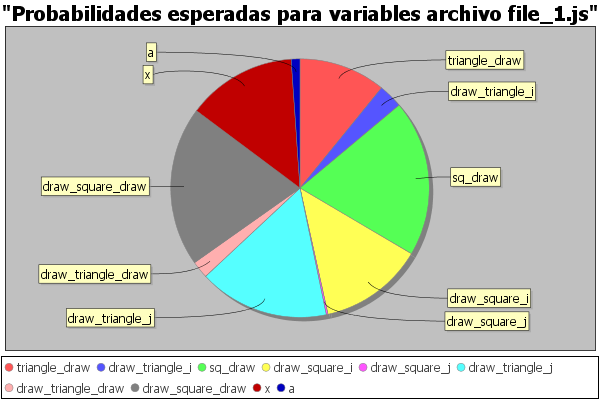 "Probabilidades esperadas para variables archivo file_1.js"
a
x
triangle_draw
draw_triangle_i
sq_draw
draw_square_draw
draw_triangle_draw
draw_triangle_j
draw_square_i
draw_square_j
triangle_draw draw_triangle_i sq_draw draw_square_i draw_square_j draw_triangle_j
draw_triangle_draw draw_square_draw x a